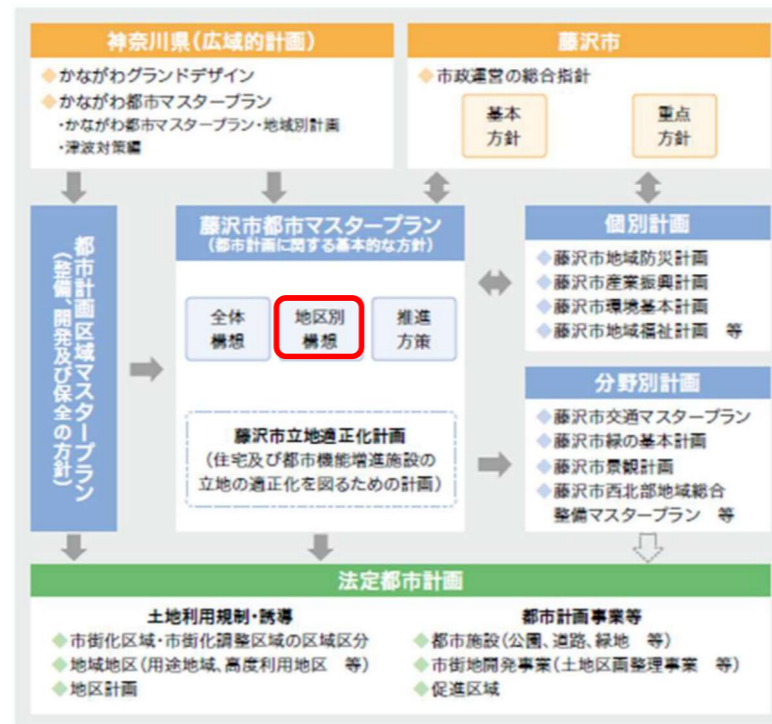 神奈川県(広域的計画)
◆かながわグランドデザイン
◆かながわ都市マスタープラン
・かながわ都市マスタープラン・地域別計画
・津波対策編
藤沢市
◆市政運営の総合指針
基本
方針
重点
方針
都市計画区域マスタープラン
(整備、開発及び保全の方針)
藤沢市都市マスタープラン
(都市計画に関する基本的な方針)
全体
構想
地区別
構想
推進
方策
藤沢市立地適正化計画
(住宅及び都市機能増進施設の
立地の適正化を図るための計画)
個別計画
◆藤沢市地域防災計画
◆藤沢市産業振興計画
◆藤沢市環境基本計画
◆藤沢市地域福祉計画 等
分野別計画
◆藤沢市交通マスタープラン
◆藤沢市緑の基本計画
◆藤沢市景観計画
◆藤沢市西北部地域総合
整備マスタープラン 等
法定都市計画
土地利用規制・誘導
◆市街化区域・市街化調整区域の区域区分
◆地域地区(用途地域、高度利用地区 等)
◆地区計画
都市計画事業等
◆都市施設(公園、道路、緑地 等)
◆市街地開発事業(土地区画整理事業 等)
◆促進区域